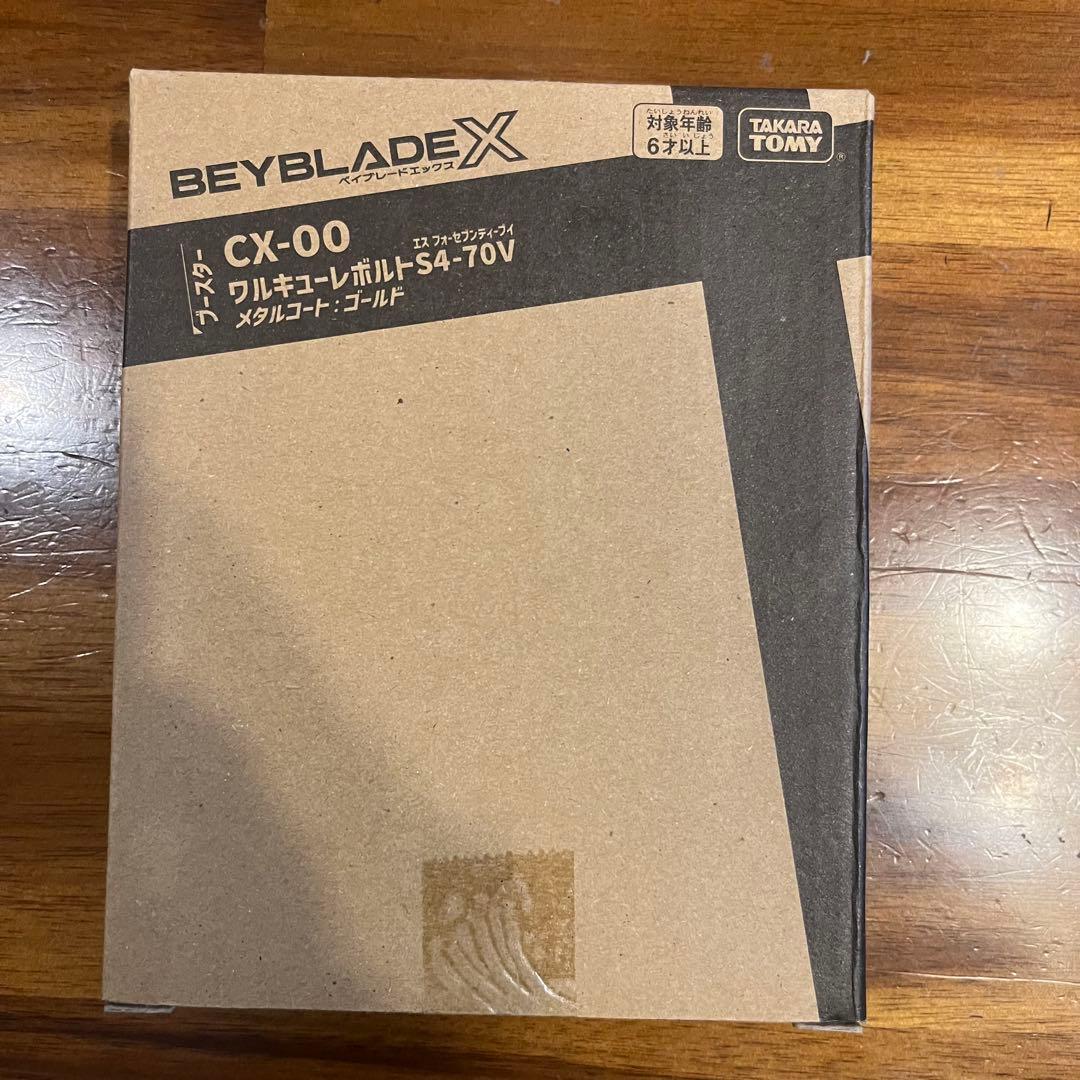 BEYBLADE X
ベイブレードエックス
たいしょうねんれい
対象年齢
さい いじょう
6才以上
TAKARA
TOMY
®
ブースター
CX-00
エス フォーセブンティーブイ
ワルキューレボルトS4-70V
メタルコート:ゴールド